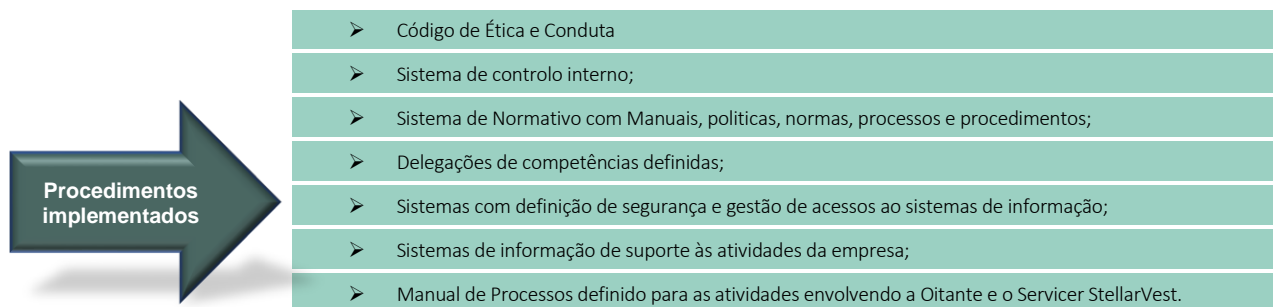 Procedimentos
implementados
➢ Código de Ética e Conduta
➢ Sistema de controlo interno;
➢ Sistema de Normativo com Manuais, politicas, normas, processos e procedimentos;
➢ Delegações de competências definidas;
➢ Sistemas com definição de segurança e gestão de acessos ao sistemas de informação;
➢ Sistemas de informação de suporte às atividades da empresa;
➢ Manual de Processos definido para as atividades envolvendo a Oitante e o Servicer StellarVest.